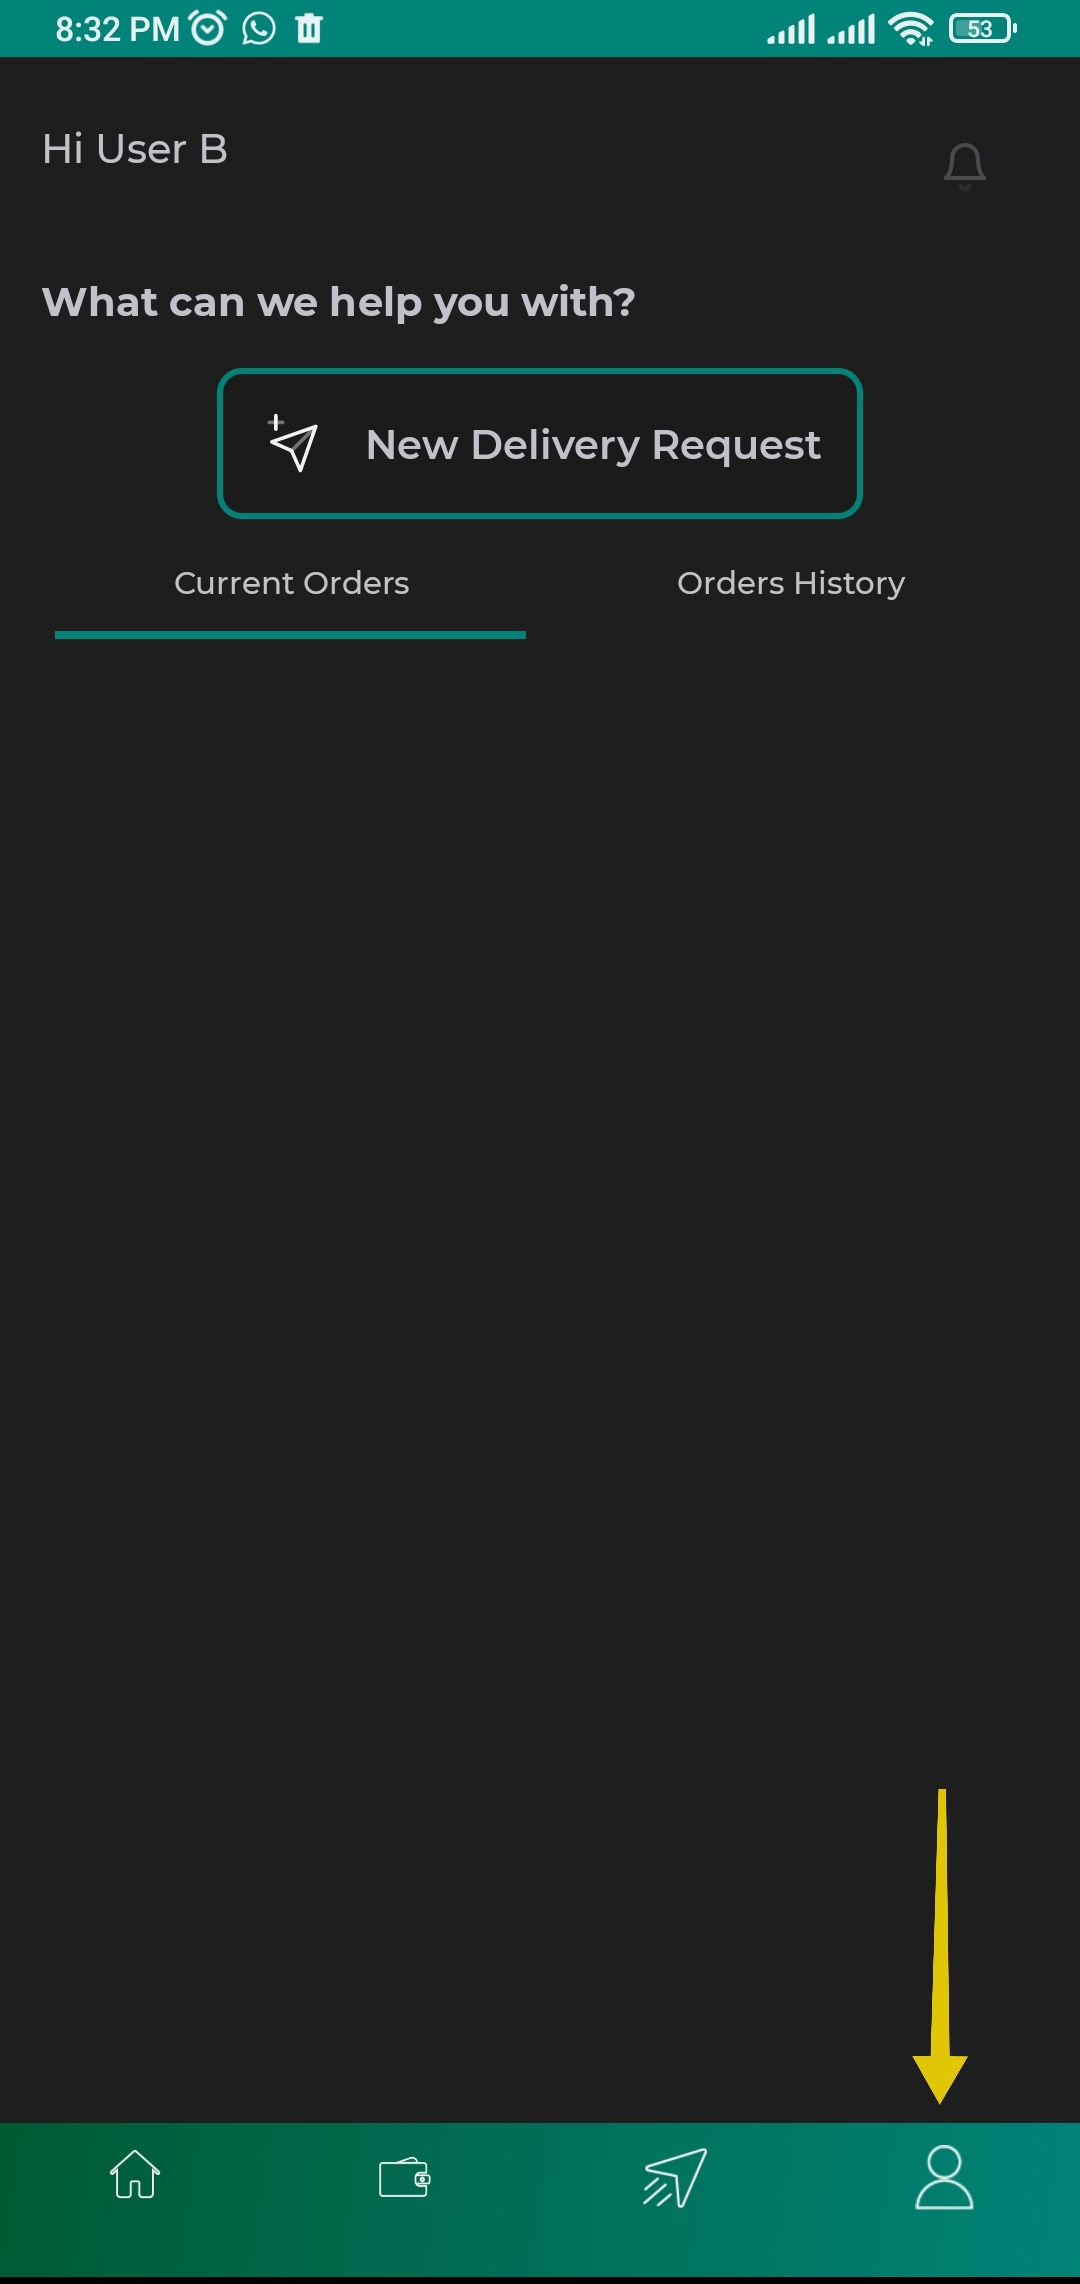 8:32 PM
53
Hi User B
What can we help you with?
New Delivery Request
Current Orders
Orders History